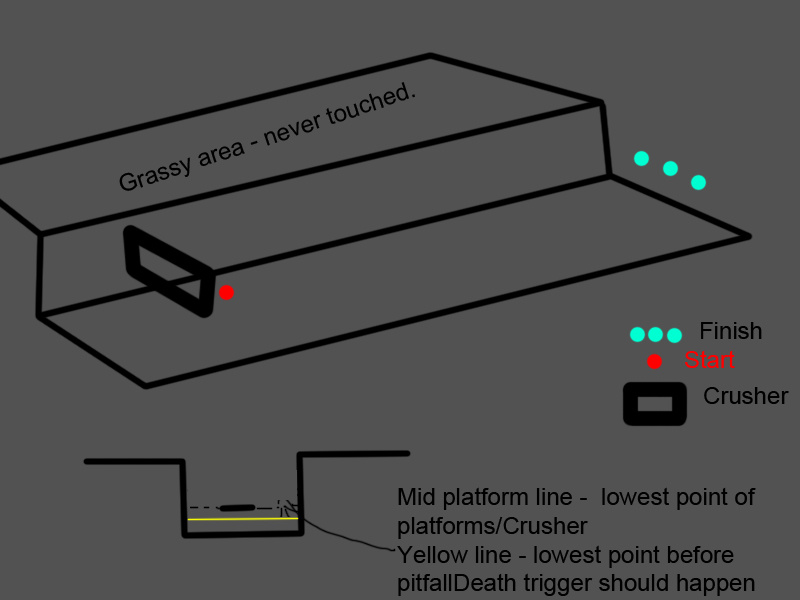 Grassy area - never touched.
Finish
Start
Crusher
Mid platform line - lowest point of
platforms/Crusher
Yellow line - lowest point before
pitfallDeath trigger should happen